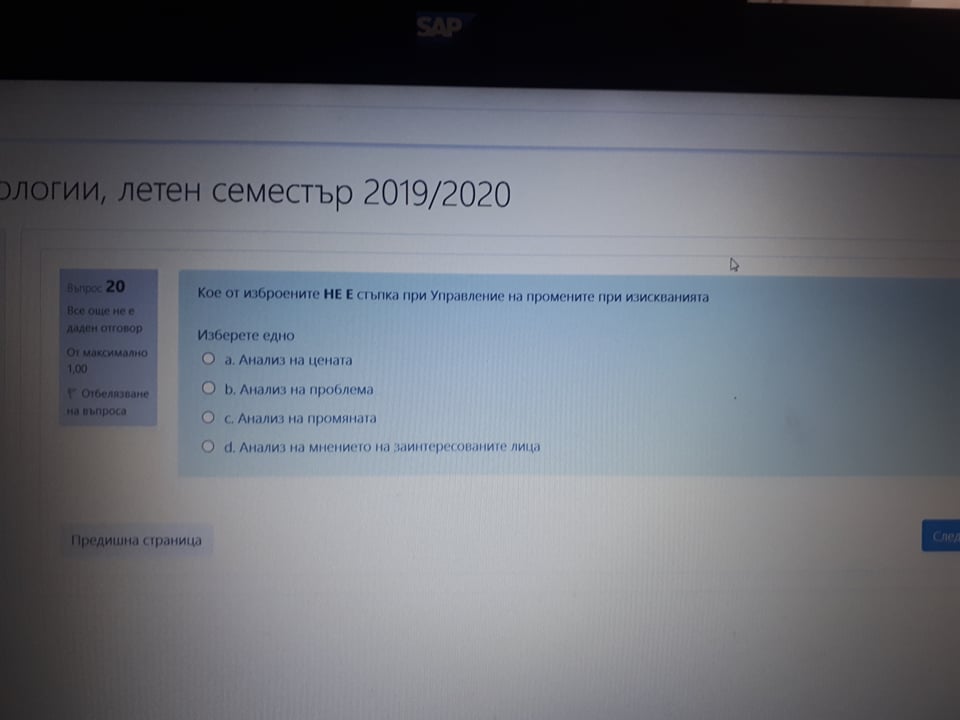 SAP
ологии, летен семестър 2019/2020
Въпрос 20
Все още не е
даден отговор
От максимално
1,00
Отбелязване
на въпроса
Кое от изброените НЕ Е стъпка при Управление на промените при изискванията
Изберете едно
a. Анализ на цената
b. Анализ на проблема
c. Анализ на промяната
d. Анализ на мнението на заинтересованите лица
Предишна страница
След